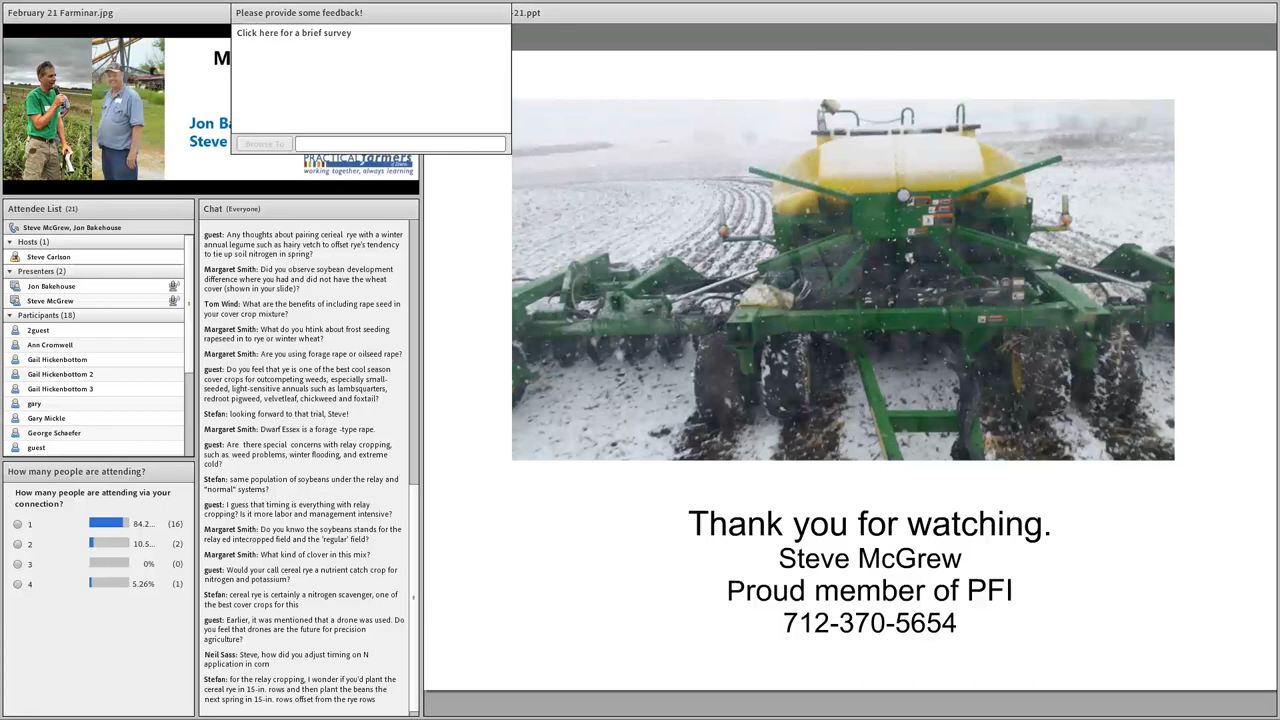 February 21 Farminar.jpg
Please provide some feedback!
-21.ppt
Click here for a brief survey
M
Jon Ba
Steve
Browse To
PRACTICAL farmers
working together, always learning
Attendee List (21)
Steve McGrew, Jon Bakehouse
Hosts (1)
Steve Carlson
Presenters (2)
Jon Bakehouse
Steve McGrew
Participants (18)
2guest
Ann Cromwell
Gail Hickenbottom
Gail Hickenbottom 2
Gail Hickenbottom 3
gary
Gary Mickle
George Schaefer
guest
How many people are attending?
How many people are attending via your
connection?
1 84.2... (16)
2 10.5... (2)
3 0% (0)
4 5.26% (1)
Chat (Everyone)
guest: Any thoughts about pairing cerieal rye with a winter
annual legume such as hairy vetch to offset rye's tendency
to tie up soil nitrogen in spring?
Margaret Smith: Did you observe soybean development
difference where you had and did not have the wheat
cover (shown in your slide)?
Tom Wind: What are the benefits of including rape seed in
your cover crop mixture?
Margaret Smith: What do you htink about frost seeding
rapeseed in to rye or winter wheat?
Margaret Smith: Are you using forage rape or oilseed rape?
guest: Do you feel that ye is one of the best cool season
cover crops for outcompeting weeds, especially small-
seeded, light-sensitive annuals such as lambsquarters,
redroot pigweed, velvetleaf, chickweed and foxtail?
Stefan: looking forward to that trial, Steve!
Margaret Smith: Dwarf Essex is a forage -type rape.
guest: Are there special concerns with relay cropping,
such as. weed problems, winter flooding, and extreme
cold?
Stefan: same population of soybeans under the relay and
"normal" systems?
guest: I guess that timing is everything with relay
cropping? Is it more labor and management intensive?
Margaret Smith: Do you knwo the soybeans stands for the
relay ed intecropped field and the 'regular' field?
Margaret Smith: What kind of clover in this mix?
guest: Would your call cereal rye a nutrient catch crop for
nitrogen and potassium?
Stefan: cereal rye is certainly a nitrogen scavenger, one of
the best cover crops for this
guest: Earlier, it was mentioned that a drone was used. Do
you feel that drones are the future for precision
agriculture?
Neil Sass: Steve, how did you adjust timing on N
application in corn
Stefan: for the relay cropping, I wonder if you'd plant the
cereal rye in 15-in. rows and then plant the beans the
next spring in 15-in. rows offset from the rye rows
Thank you for watching.
Steve McGrew
Proud member of PFI
712-370-5654